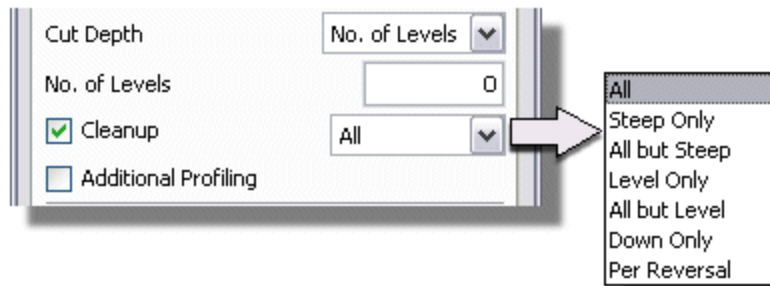 Cut Depth No. of Levels
No. of Levels 0
Cleanup All
Additional Profiling
All
Steep Only
All but Steep
Level Only
All but Level
Down Only
Per Reversal